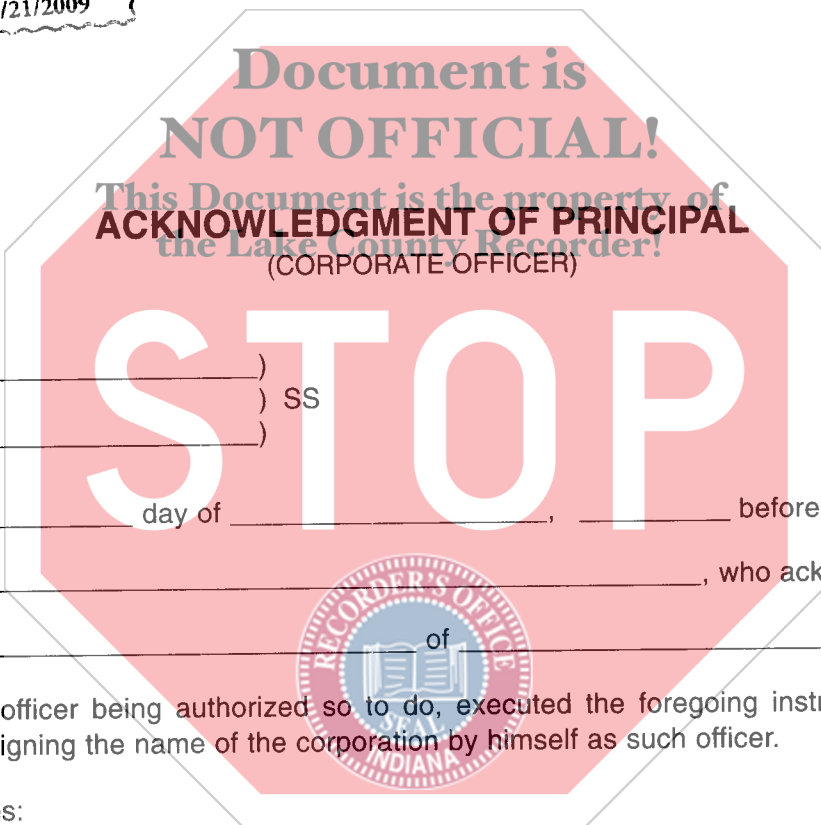 /21/2009
Document is
NOT OFFICIAL!
This Document is the property of
ACKNOWLEDGMENT OF PRINCIPAL
the Lake County Recorder!
(CORPORATE OFFICER)
)
) SS
)
STOP
day of , before
, who ack
of
RECORDER'S OFFICE
SEAL
INDIANA
officer being authorized so to do, executed the foregoing instr
igning the name of the corporation by himself as such officer.
s: